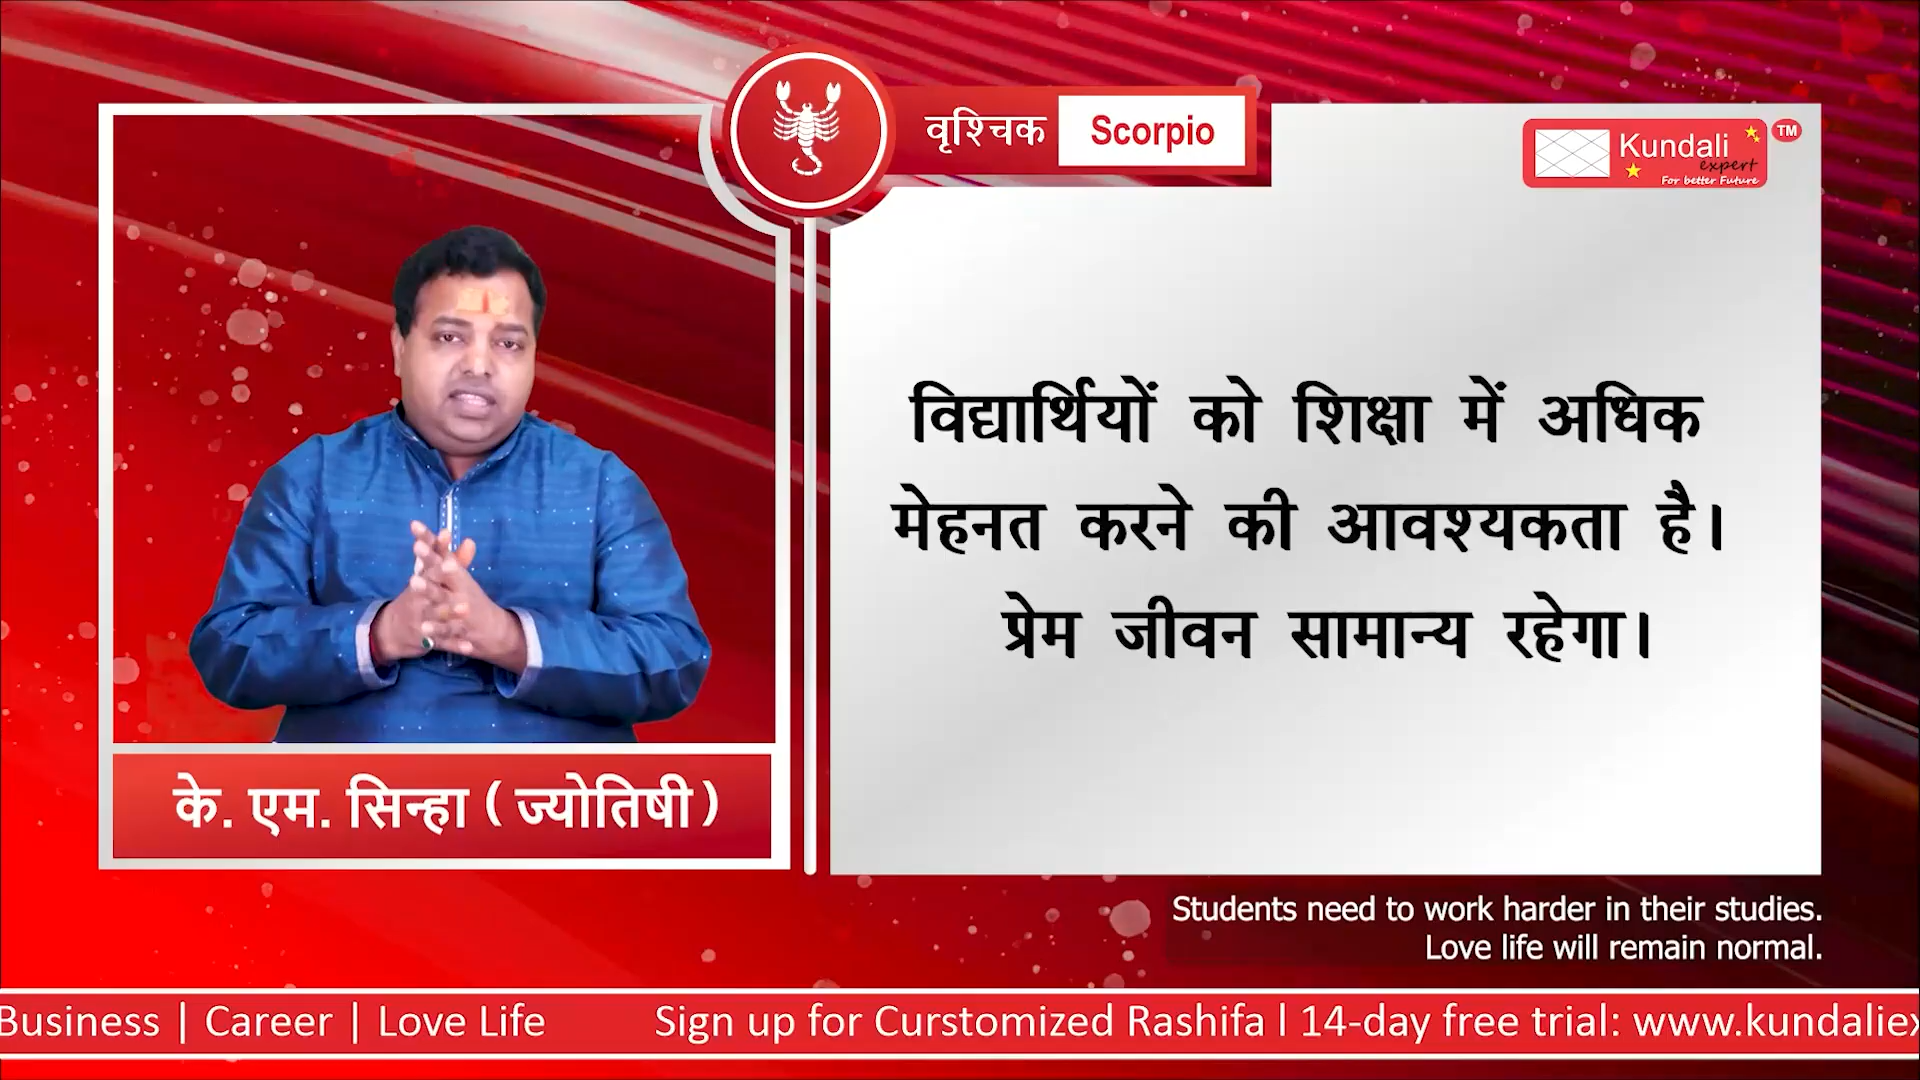 वृश्चिक Scorpio
Kundali
expert
For better Future
TM
विद्यार्थियों को शिक्षा में अधिक
मेहनत करने की आवश्यकता है।
प्रेम जीवन सामान्य रहेगा।
के. एम. सिन्हा ( ज्योतिषी )
Students need to work harder in their studies.
Love life will remain normal.
Business | Career | Love Life Sign up for Curstomized Rashifa l 14-day free trial: www.kundaliex